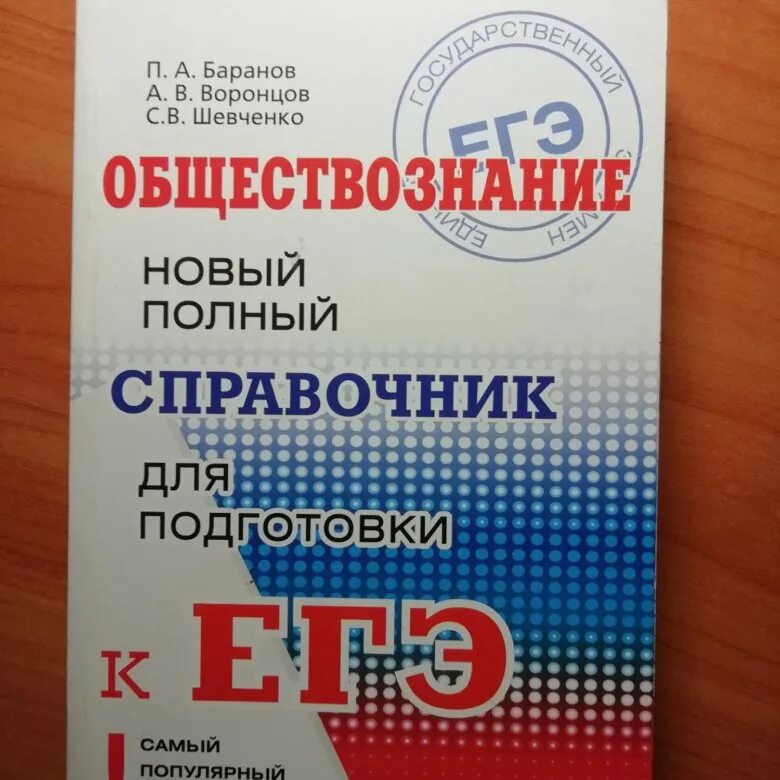 П. А. Баранов
А. В. Воронцов
С.В. Шевченко
ГОСУДАРСТВЕННЫЙ
ЕГЭ
ОБЩЕСТВОЗНАНИЕ
НОВЫЙ
ПОЛНЫЙ
СПРАВОЧНИК
ДЛЯ
ПОДГОТОВКИ
К ЕГЭ
! САМЫЙ
ПОПУЛЯРНЫЙ